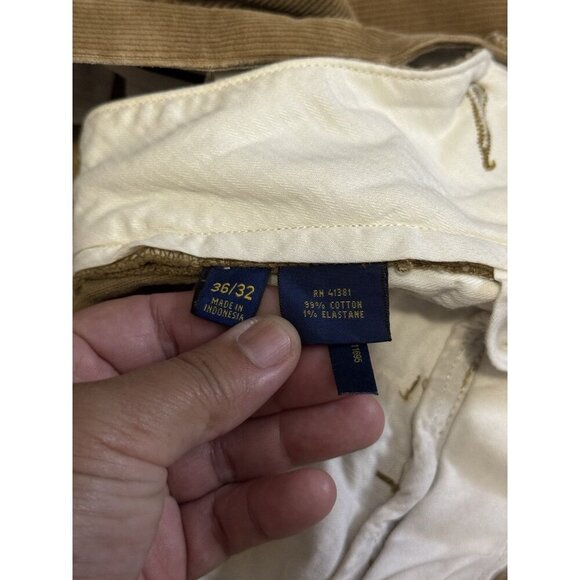 36/32
MADE IN
INDONESIA
RN 41381
99% COTTON
1% ELASTANE